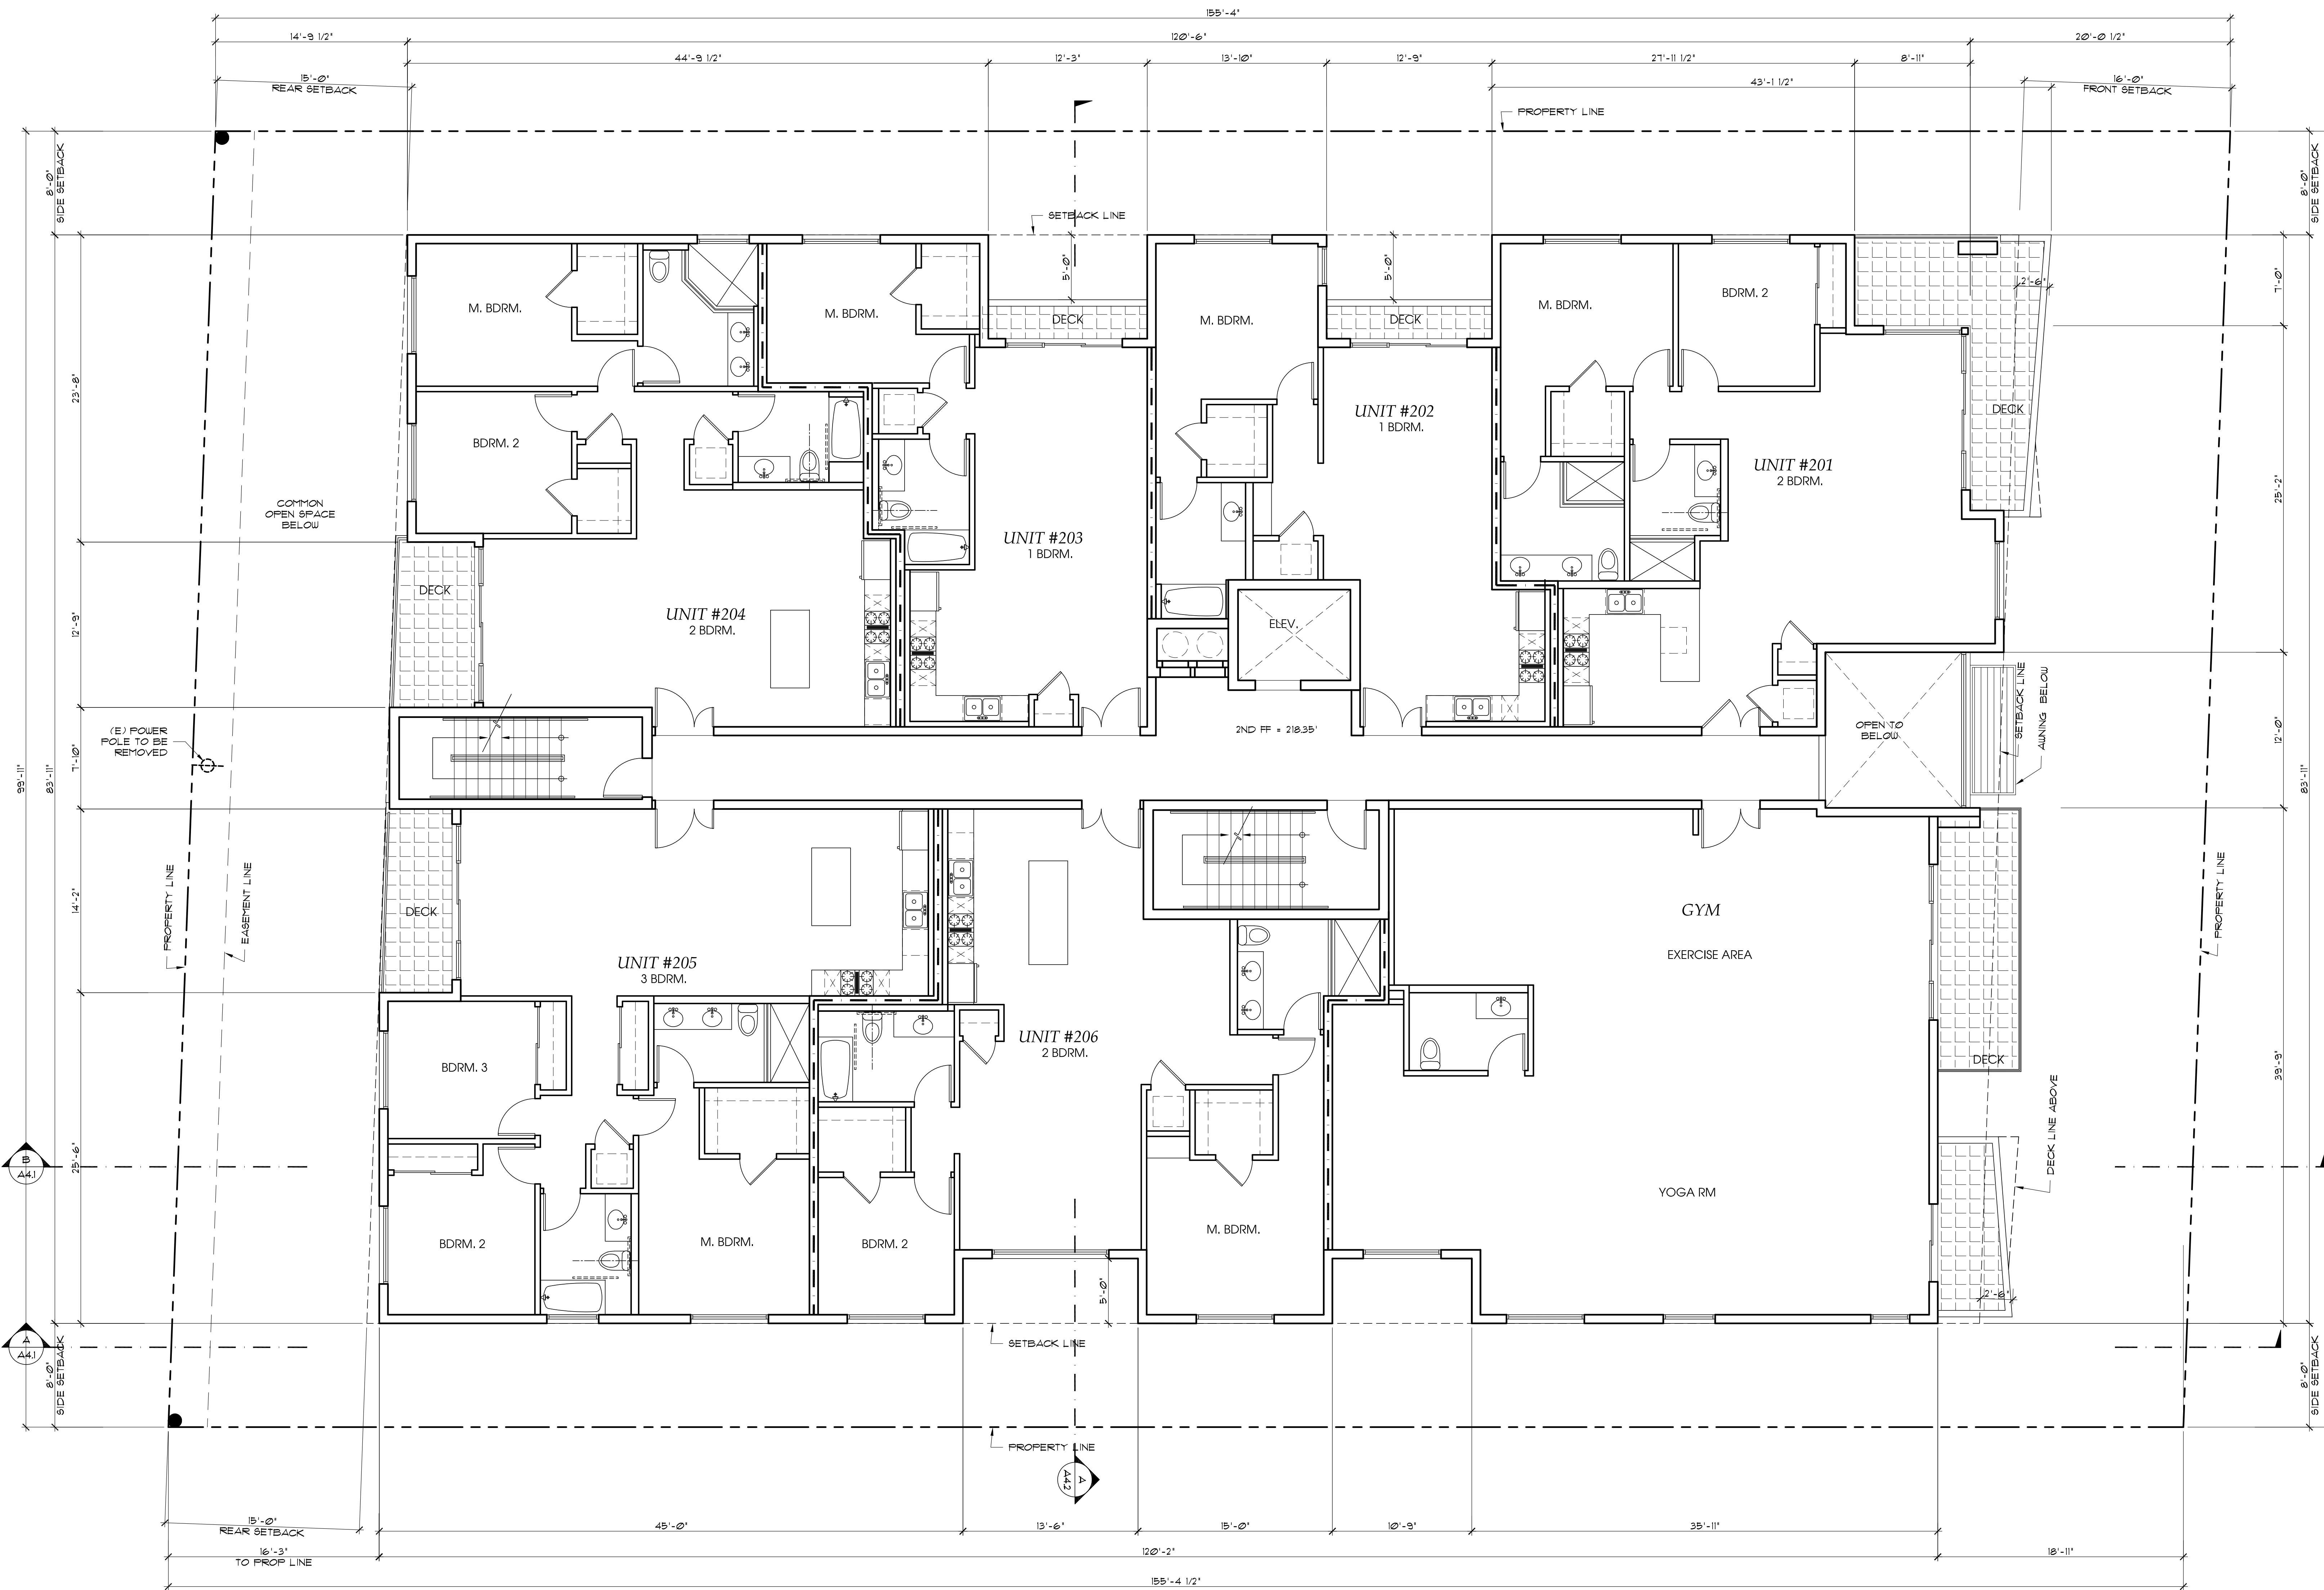 155'-4"
14'-9 1/2"
120'-6"
20'-0 1/2"
44'-9 1/2"
12'-3"
13'-10"
12'-9"
27'-11 1/2"
8'-11"
15'-0"
REAR SETBACK
43'-1 1/2"
16'-0"
FRONT SETBACK
PROPERTY LINE
8'-0"
SIDE SETBACK
8'-0"
SIDE SETBACK
SETBACK LINE
5'-0"
5'-0"
7'-0"
2'-6"
M. BDRM.
M. BDRM.
DECK
M. BDRM.
DECK
M. BDRM.
BDRM. 2
23'-8"
UNIT #202
1 BDRM.
DECK
BDRM. 2
UNIT #201
2 BDRM.
25'-2"
COMMON
OPEN SPACE
BELOW
UNIT #203
1 BDRM.
DECK
UNIT #204
2 BDRM.
ELEV.
12'-9"
SETBACK LINE
AWNING BELOW
(E) POWER
POLE TO BE
REMOVED
2ND FF = 218.35'
OPEN TO
BELOW
12'-0"
7'-10"
99'-11"
83'-11"
83'-11"
PROPERTY LINE
EASEMENT LINE
14'-2"
DECK
GYM
EXERCISE AREA
PROPERTY LINE
UNIT #205
3 BDRM.
UNIT #206
2 BDRM.
DECK
39'-9"
BDRM. 3
DECK LINE ABOVE
B
A4.1
25'-6"
YOGA RM
BDRM. 2
M. BDRM.
BDRM. 2
M. BDRM.
5'-0"
2'-6"
A
A4.1
SETBACK LINE
8'-0"
SIDE SETBACK
8'-0"
SIDE SETBACK
PROPERTY LINE
A
A4.2
15'-0"
REAR SETBACK
45'-0"
13'-6"
15'-0"
10'-9"
35'-11"
16'-3"
TO PROP LINE
120'-2"
18'-11"
155'-4 1/2"